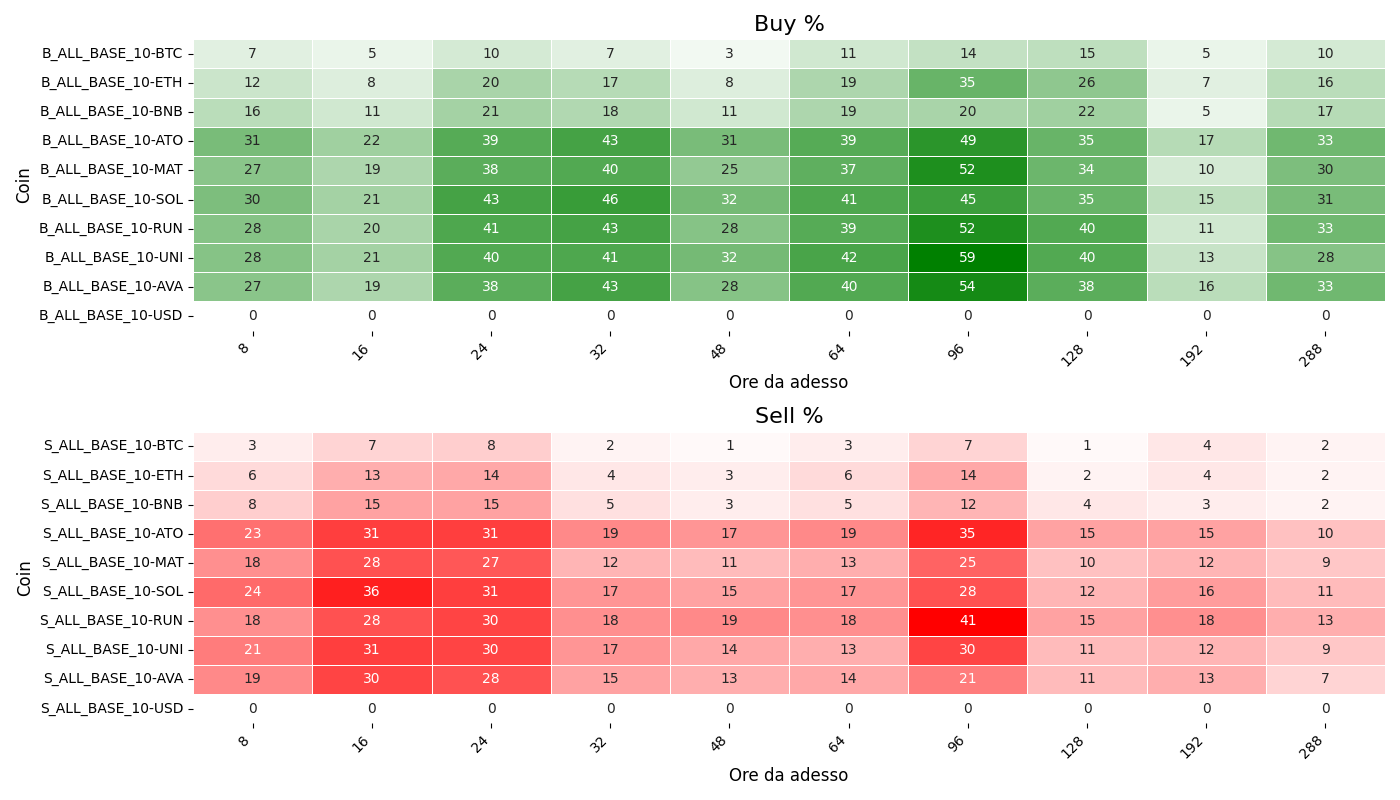 Buy %
Coin
B_ALL_BASE_10-BTC 7 5 10 7 3 11 14 15 5 10
B_ALL_BASE_10-ETH 12 8 20 17 8 19 35 26 7 16
B_ALL_BASE_10-BNB 16 11 21 18 11 19 20 22 5 17
B_ALL_BASE_10-ATO 31 22 39 43 31 39 49 35 17 33
B_ALL_BASE_10-MAT 27 19 38 40 25 37 52 34 10 30
B_ALL_BASE_10-SOL 30 21 43 46 32 41 45 35 15 31
B_ALL_BASE_10-RUN 28 20 41 43 28 39 52 40 11 33
B_ALL_BASE_10-UNI 28 21 40 41 32 42 59 40 13 28
B_ALL_BASE_10-AVA 27 19 38 43 28 40 54 38 16 33
B_ALL_BASE_10-USD 0 0 0 0 0 0 0 0 0 0
8 16 24 32 48 64 96 128 192 288
Ore da adesso
Sell %
Coin
S_ALL_BASE_10-BTC 3 7 8 2 1 3 7 1 4 2
S_ALL_BASE_10-ETH 6 13 14 4 3 6 14 2 4 2
S_ALL_BASE_10-BNB 8 15 15 5 3 5 12 4 3 2
S_ALL_BASE_10-ATO 23 31 31 19 17 19 35 15 15 10
S_ALL_BASE_10-MAT 18 28 27 12 11 13 25 10 12 9
S_ALL_BASE_10-SOL 24 36 31 17 15 17 28 12 16 11
S_ALL_BASE_10-RUN 18 28 30 18 19 18 41 15 18 13
S_ALL_BASE_10-UNI 21 31 30 17 14 13 30 11 12 9
S_ALL_BASE_10-AVA 19 30 28 15 13 14 21 11 13 7
S_ALL_BASE_10-USD 0 0 0 0 0 0 0 0 0 0
8 16 24 32 48 64 96 128 192 288
Ore da adesso